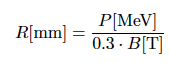 R[mm] = P[MeV] / 0.3 · B[T]